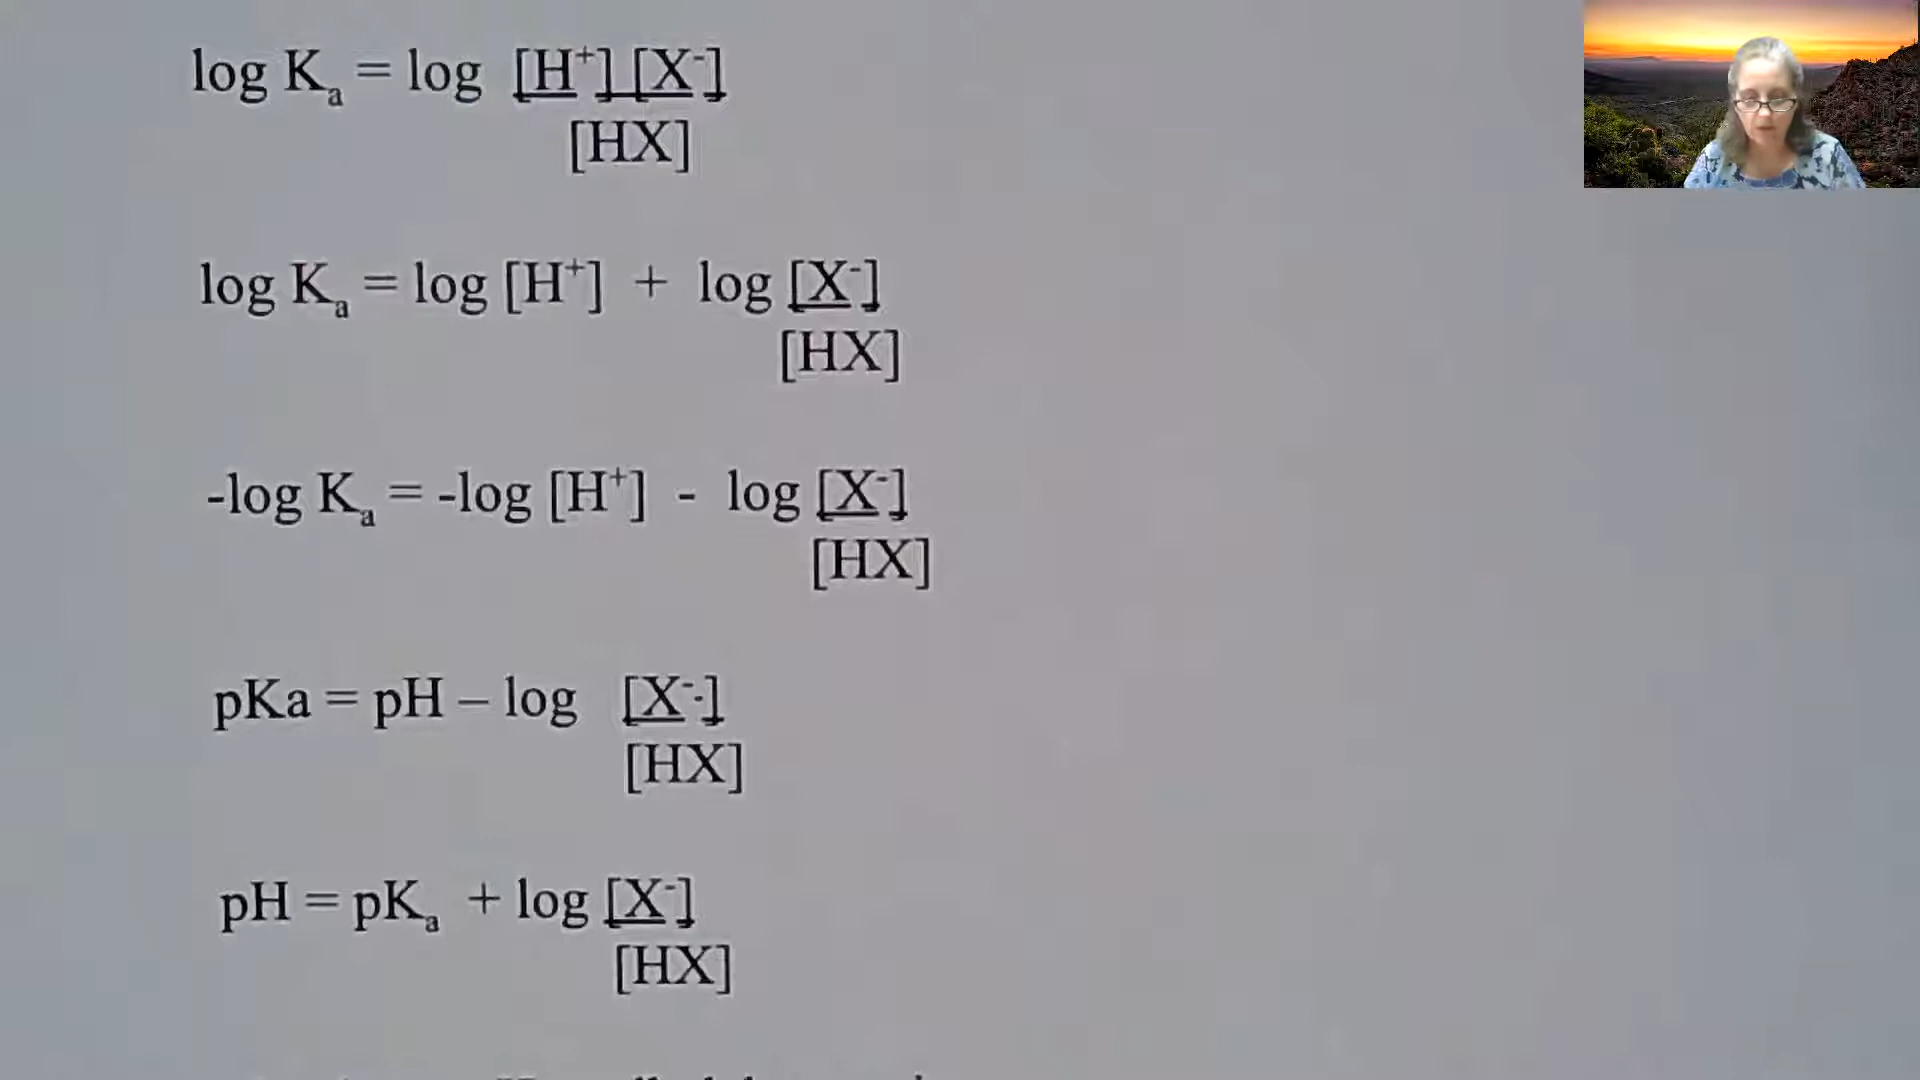 log Kₐ = log [H⁺] [X⁻]
[HX]
log Kₐ = log [H⁺] + log [X⁻]
[HX]
-log Kₐ = -log [H⁺] - log [X⁻]
[HX]
pKa = pH – log [X⁻·]
[HX]
pH = pKₐ + log [X⁻]
[HX]